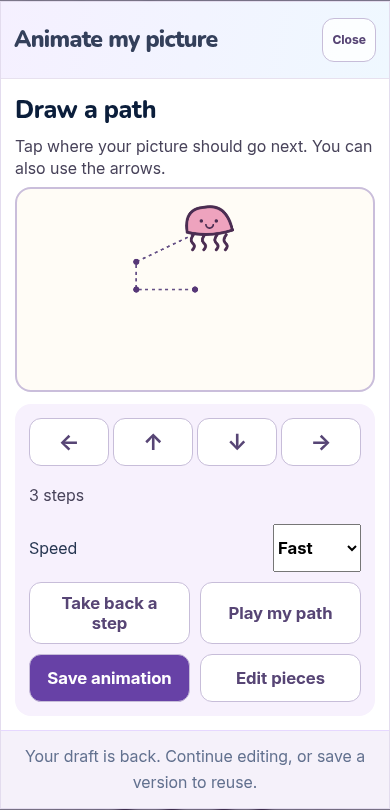 Animate my picture
Close
Draw a path
Tap where your picture should go next. You can
also use the arrows.
← ↑ ↓ →
3 steps
Speed
Fast
Take back a
step
Play my path
Save animation
Edit pieces
Your draft is back. Continue editing, or save a
version to reuse.